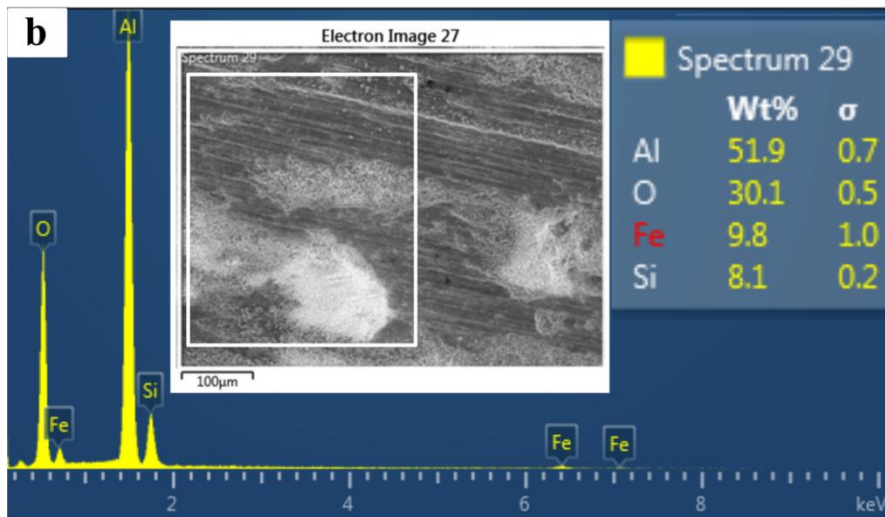 b
Al
Electron Image 27
Spectrum 29
Spectrum 29
Wt% σ
Al 51.9 0.7
O 30.1 0.5
Fe 9.8 1.0
Si 8.1 0.2
O
Fe
Si
100μm
Fe
Fe
2 4 6 8 keV